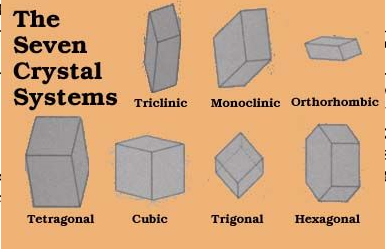 The
Seven
Crystal
Systems
Triclinic
Monoclinic
Orthorhombic
Tetragonal
Cubic
Trigonal
Hexagonal